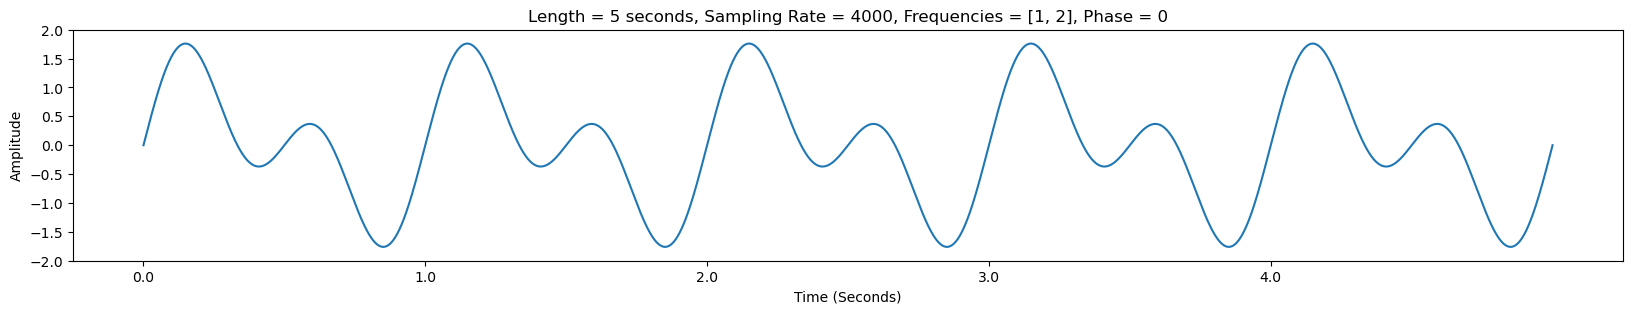 Length = 5 seconds, Sampling Rate = 4000, Frequencies = [1, 2], Phase = 0
2.0
1.5
1.0
0.5
0.0
−0.5
−1.0
−1.5
−2.0
Amplitude
0.0 1.0 2.0 3.0 4.0
Time (Seconds)